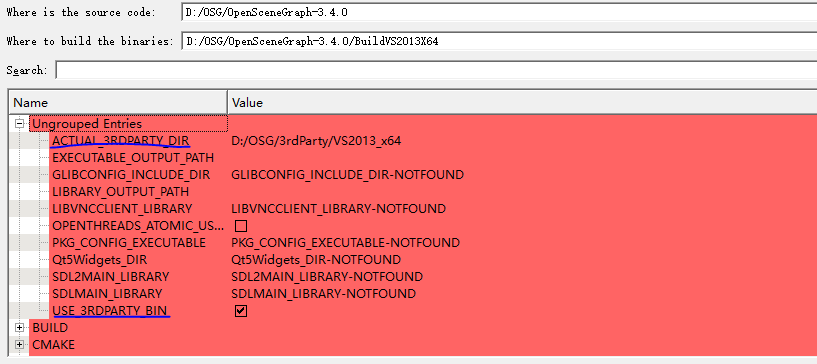 Where is the source code: D:/OSG/OpenSceneGraph-3.4.0
Where to build the binaries: D:/OSG/OpenSceneGraph-3.4.0/BuildVS2013X64
Search:
Name Value
Ungrouped Entries
ACTUAL_3RDPARTY_DIR D:/OSG/3rdParty/VS2013_x64
EXECUTABLE_OUTPUT_PATH
GLIBCONFIG_INCLUDE_DIR GLIBCONFIG_INCLUDE_DIR-NOTFOUND
LIBRARY_OUTPUT_PATH
LIBVNCCLIENT_LIBRARY LIBVNCCLIENT_LIBRARY-NOTFOUND
OPENTHREADS_ATOMIC_US...
PKG_CONFIG_EXECUTABLE PKG_CONFIG_EXECUTABLE-NOTFOUND
Qt5Widgets_DIR Qt5Widgets_DIR-NOTFOUND
SDL2MAIN_LIBRARY SDL2MAIN_LIBRARY-NOTFOUND
SDLMAIN_LIBRARY SDLMAIN_LIBRARY-NOTFOUND
USE_3RDPARTY_BIN
BUILD
CMAKE